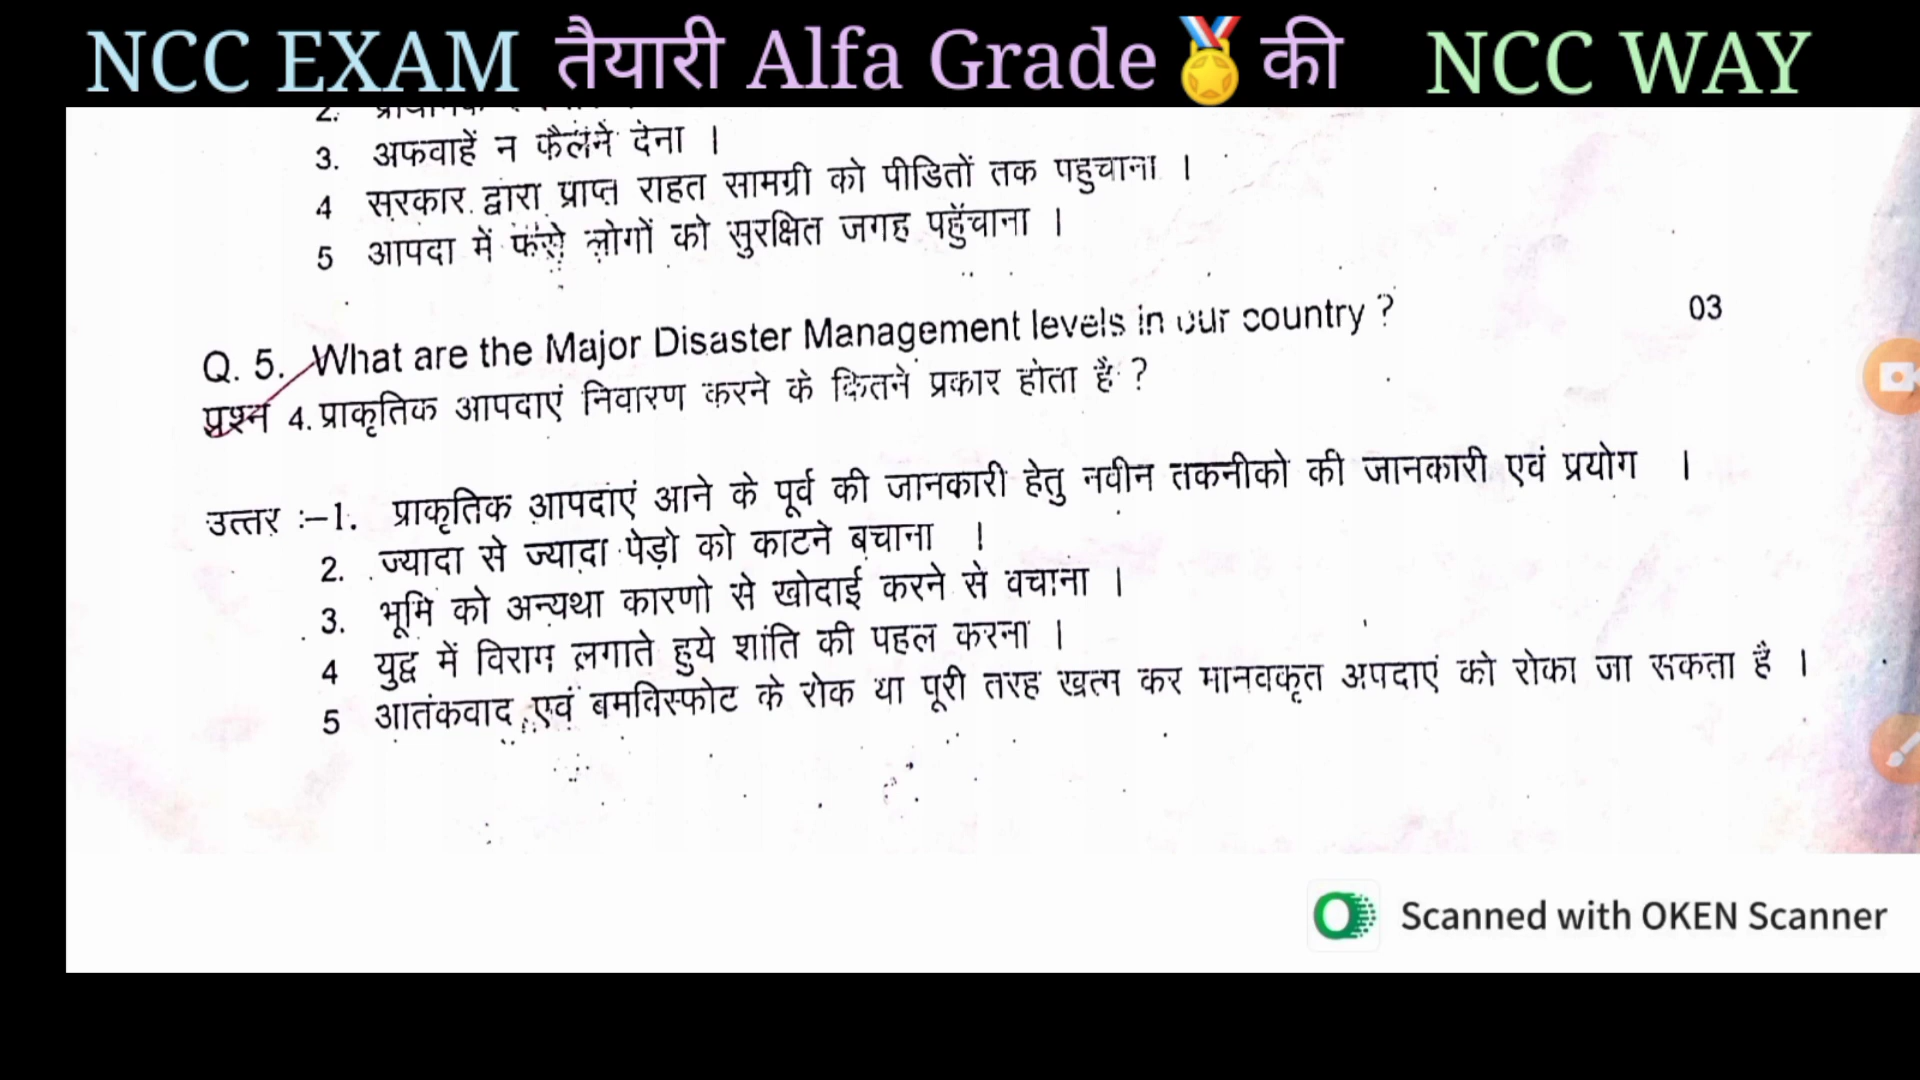 NCC EXAM तैयारी Alfa Grade🏅की NCC WAY
2.
3. अफवाहें न फैलने देना ।
4 सरकार द्वारा प्राप्त राहत सामग्री को पीडितों तक पहुचाना ।
5 आपदा में फंसे लोगों को सुरक्षित जगह पहुँचाना ।
Q. 5. What are the Major Disaster Management levels in our country ? 03
प्रश्न 4. प्राकृतिक आपदाएं निवारण करने के कितने प्रकार होता है ?
उत्तर :–1. प्राकृतिक आपदाएं आने के पूर्व की जानकारी हेतु नवीन तकनीको की जानकारी एवं प्रयोग ।
2. ज्यादा से ज्यादा पेड़ो को काटने बचाना ।
3. भूमि को अन्यथा कारणो से खोदाई करने से वचाना ।
4 युद्व में विराम लगाते हुये शांति की पहल करना ।
5 आतंकवाद एवं बमविस्फोट के रोक था पूरी तरह खत्म कर मानवकृत अपदाएं को रोका जा सकता है ।
Scanned with OKEN Scanner